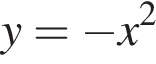 y = −x²